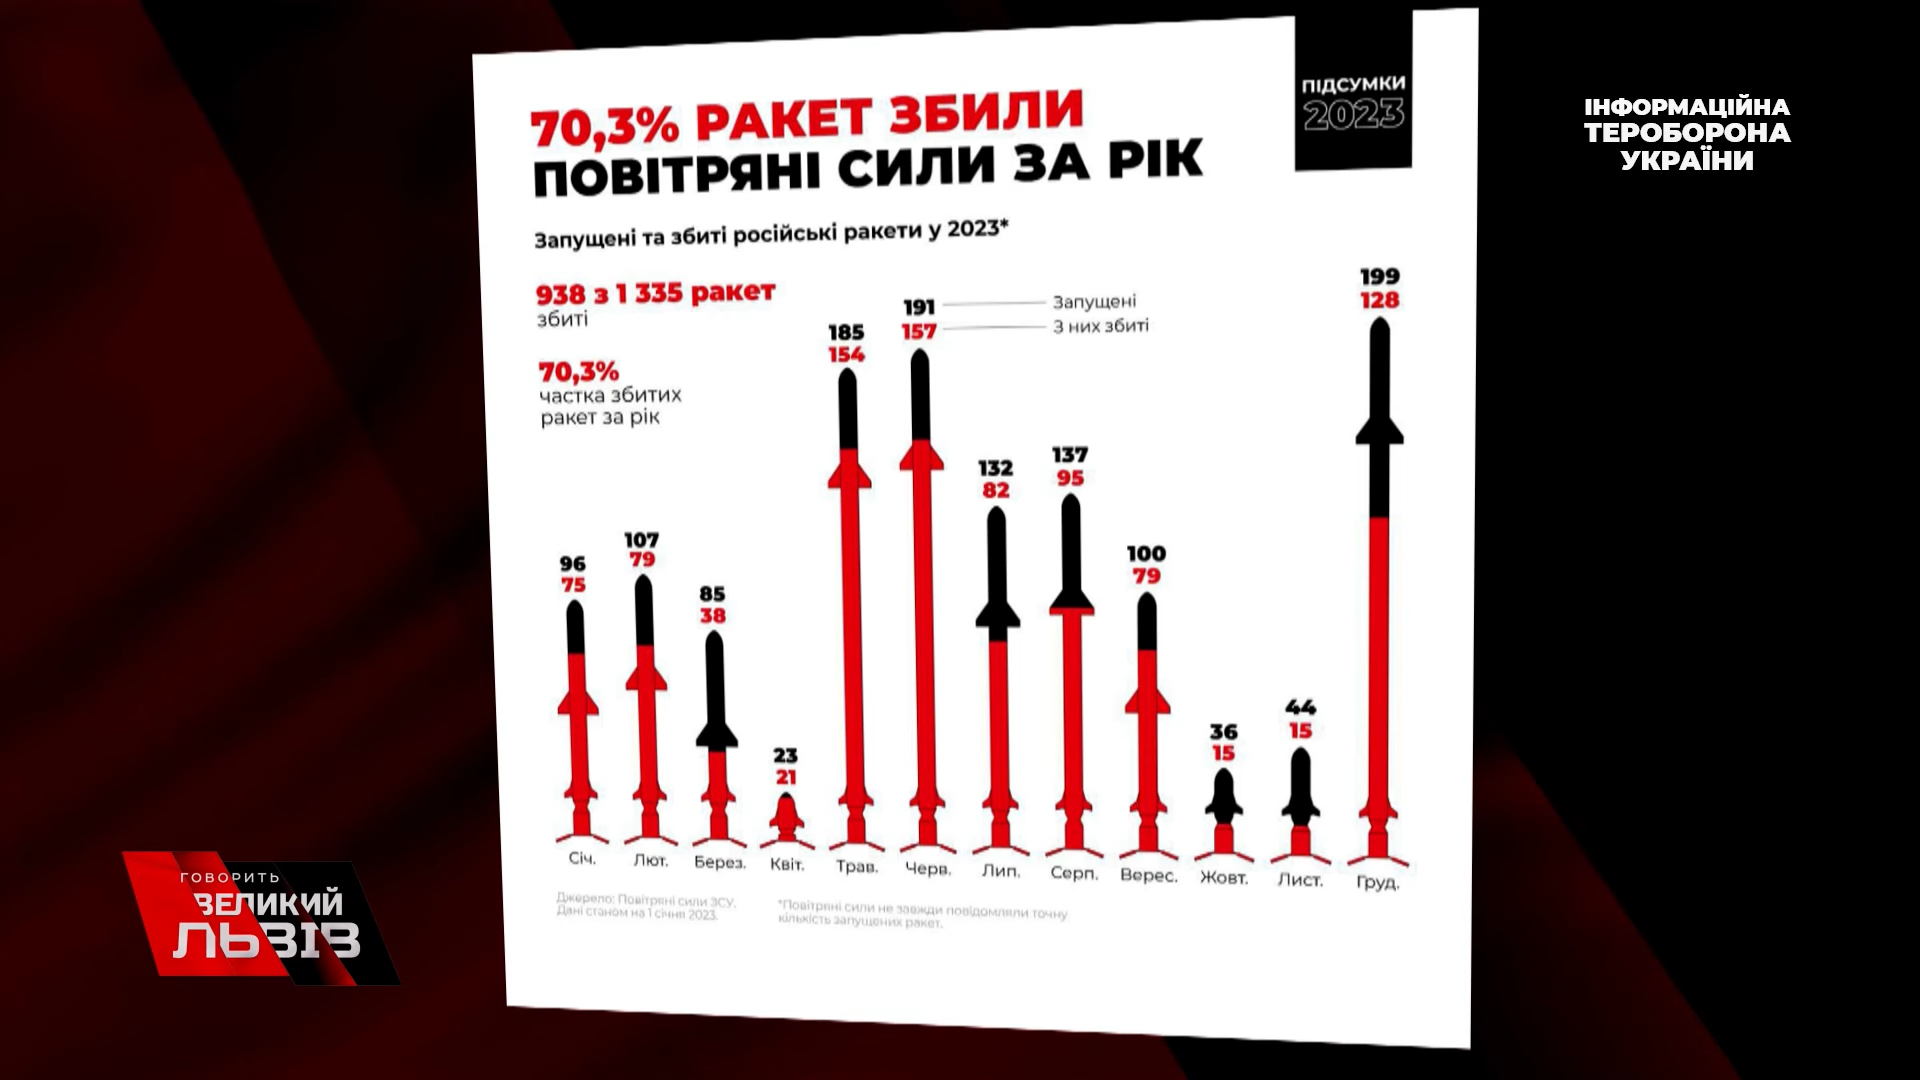 ПІДСУМКИ
2023
ІНФОРМАЦІЙНА
ТЕРОБОРОНА
УКРАЇНИ
70,3% РАКЕТ ЗБИЛИ
ПОВІТРЯНІ СИЛИ ЗА РІК
Запущені та збиті російські ракети у 2023*
938 з 1 335 ракет
збиті
70,3%
частка збитих
ракет за рік
Запущені
З них збиті
96
75
107
79
85
38
23
21
185
154
191
157
132
82
137
95
100
79
36
15
44
15
199
128
Січ. Лют. Берез. Квіт. Трав. Черв. Лип. Серп. Верес. Жовт. Лист. Груд.
Джерело: Повітряні сили ЗСУ.
Дані станом на 1 січня 2023.
*Повітряні сили не завжди повідомляли точну
кількість запущених ракет.
ГОВОРИТЬ
ВЕЛИКИЙ
ЛЬВІВ